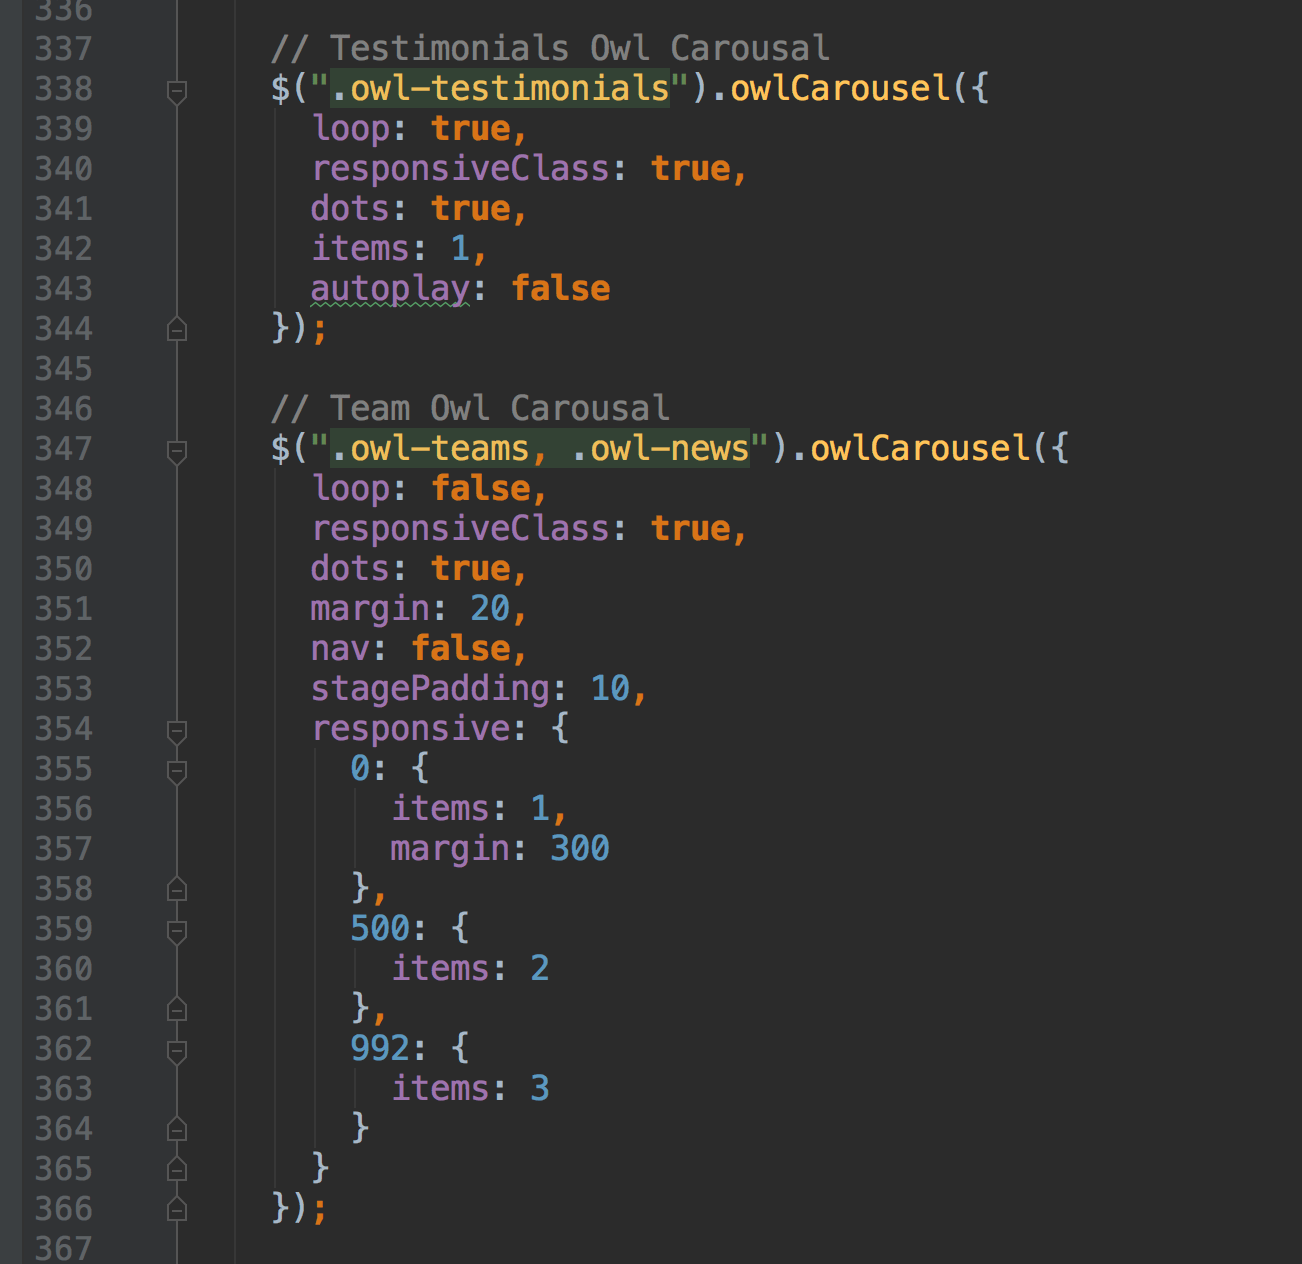 336
337 // Testimonials Owl Carousal
338 $(".owl-testimonials").owlCarousel({
339 loop: true,
340 responsiveClass: true,
341 dots: true,
342 items: 1,
343 autoplay: false
344 });
345
346 // Team Owl Carousal
347 $(".owl-teams, .owl-news").owlCarousel({
348 loop: false,
349 responsiveClass: true,
350 dots: true,
351 margin: 20,
352 nav: false,
353 stagePadding: 10,
354 responsive: {
355 0: {
356 items: 1,
357 margin: 300
358 },
359 500: {
360 items: 2
361 },
362 992: {
363 items: 3
364 }
365 }
366 });
367